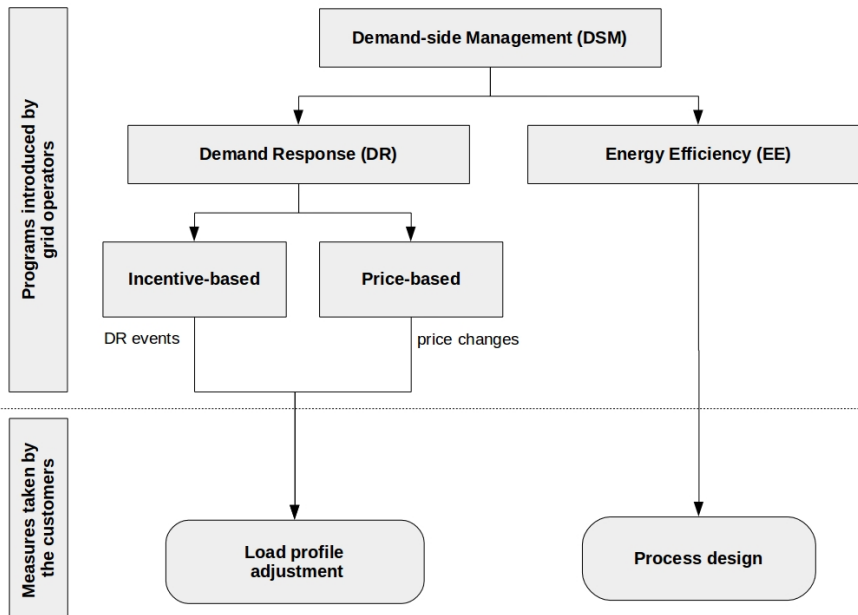 Demand-side Management (DSM)
Programs introduced by
grid operators
Demand Response (DR)
Energy Efficiency (EE)
Incentive-based
Price-based
DR events
price changes
Measures taken by
the customers
Load profile
adjustment
Process design